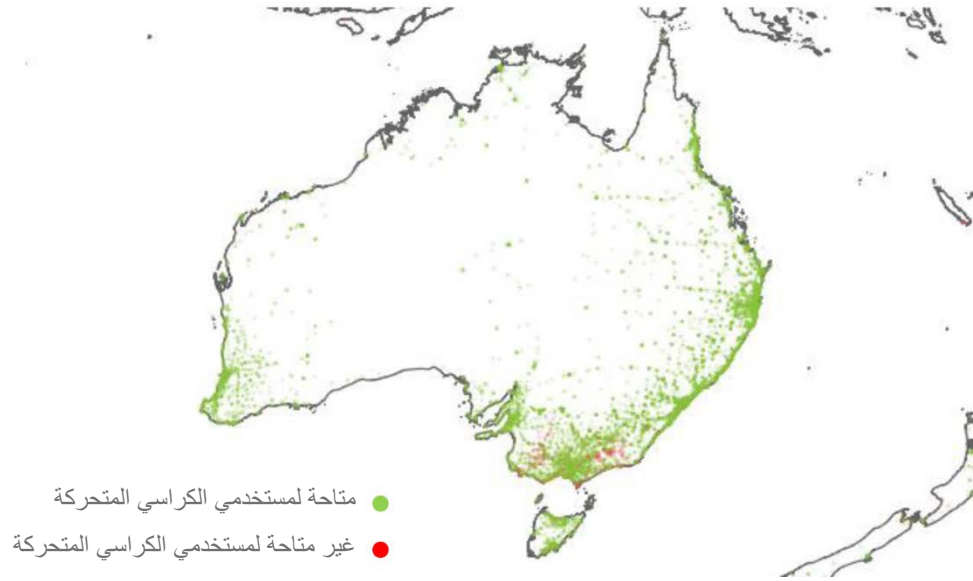 متاحة لمستخدمي الكراسي المتحركة
غير متاحة لمستخدمي الكراسي المتحركة